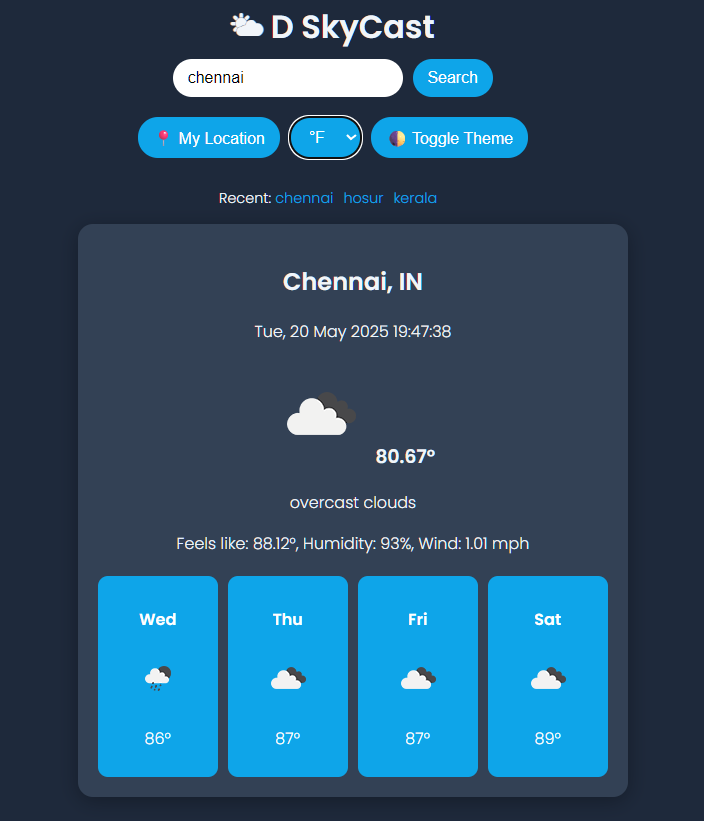 D SkyCast
chennai Search
My Location °F Toggle Theme
Recent: chennai hosur kerala
Chennai, IN
Tue, 20 May 2025 19:47:38
80.67°
overcast clouds
Feels like: 88.12°, Humidity: 93%, Wind: 1.01 mph
Wed Thu Fri Sat
86° 87° 87° 89°